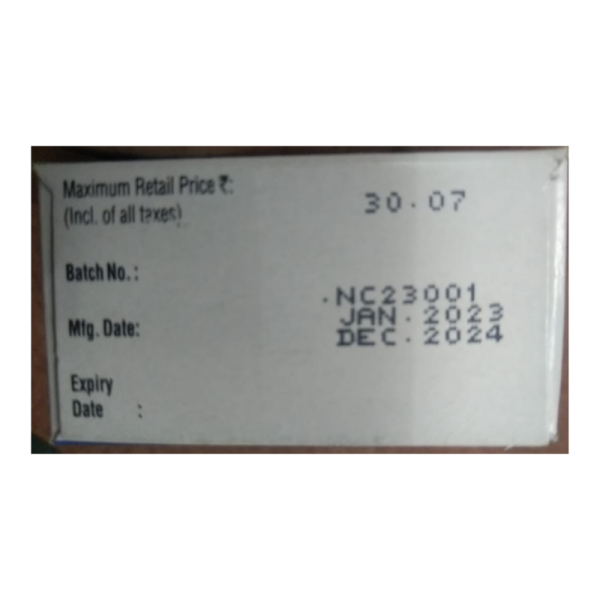 Maximum Retail Price ₹:
(Incl. of all taxes)
30.07
Batch No. :
.NC23001
Mfg. Date:
JAN.2023
DEC.2024
Expiry
Date :